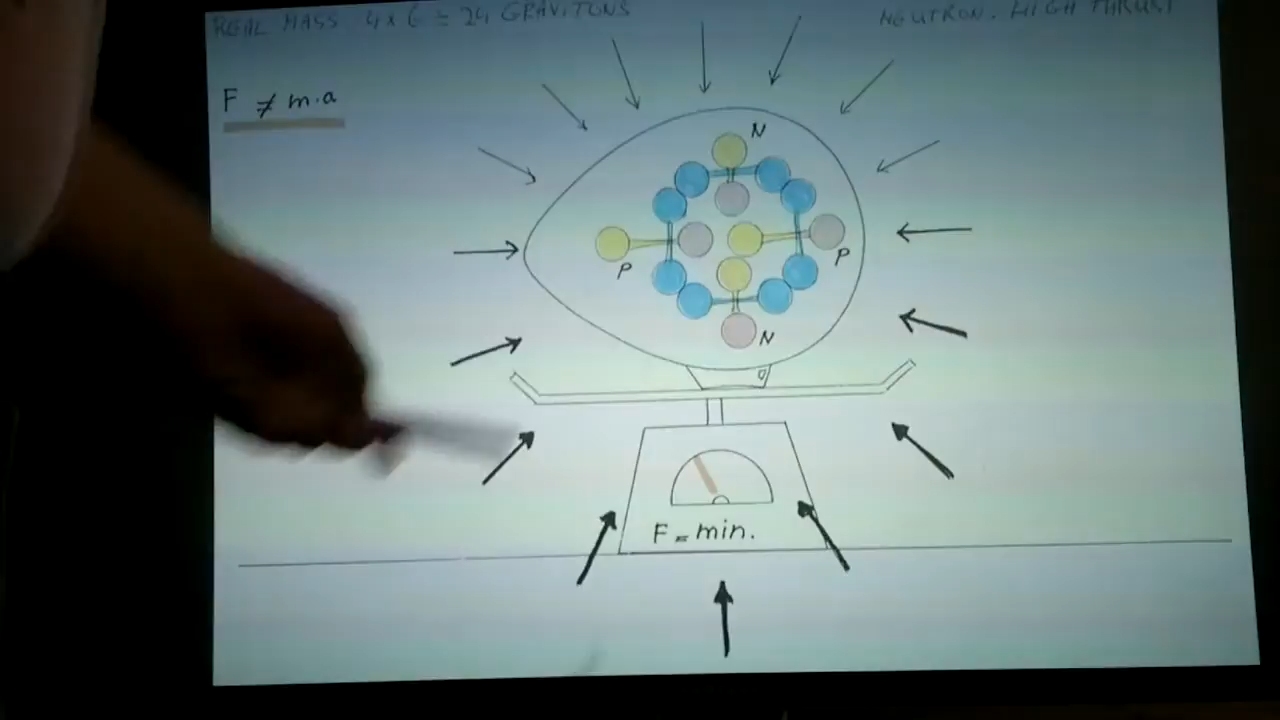 REAL MASS 4 x 6 = 24 GRAVITONS
NEUTRON. HIGH THRUST
F ≠ m.a
N
P
P
N
F = min.